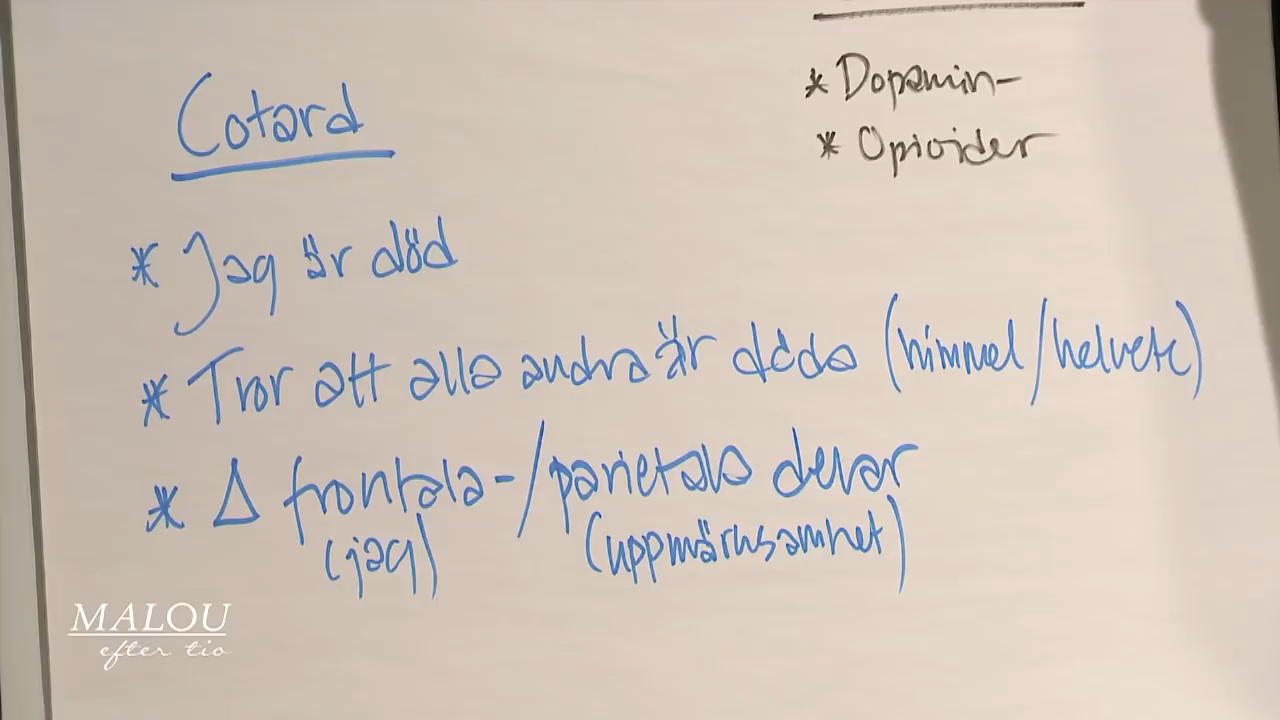 * Dopamin-
* Opioider
Cotard
* Jag är död
* Tror att alla andra är döda (himmel/helvete)
* Δ frontala-/parietala delar
(jag) (uppmärksamhet)
MALOU
efter tio